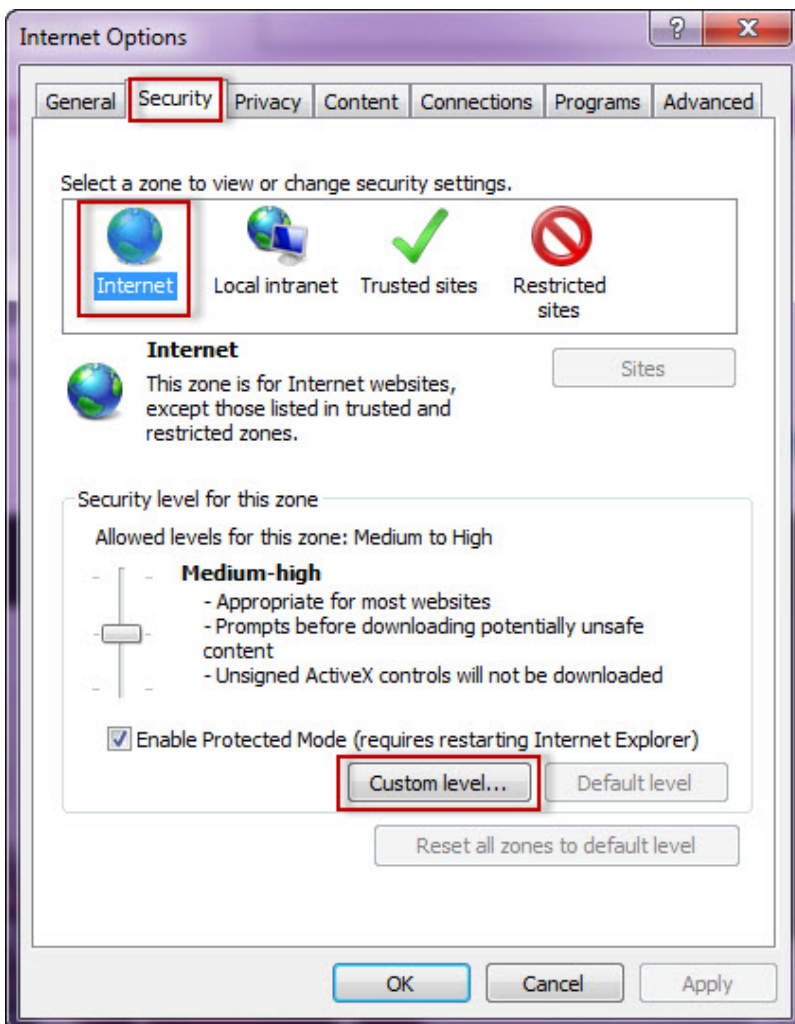 Internet Options
?
X
General Security Privacy Content Connections Programs Advanced
Select a zone to view or change security settings.
Internet Local intranet Trusted sites Restricted
sites
Internet
Sites
This zone is for Internet websites,
except those listed in trusted and
restricted zones.
Security level for this zone
Allowed levels for this zone: Medium to High
Medium-high
- Appropriate for most websites
- Prompts before downloading potentially unsafe
content
- Unsigned ActiveX controls will not be downloaded
Enable Protected Mode (requires restarting Internet Explorer)
Custom level... Default level
Reset all zones to default level
OK Cancel Apply